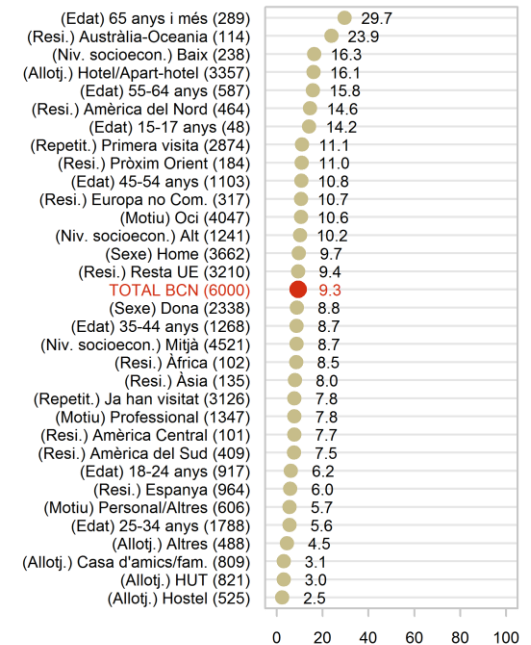 (Edat) 65 anys i més (289) 29.7
(Resi.) Austràlia-Oceania (114) 23.9
(Niv. socioecon.) Baix (238) 16.3
(Allotj.) Hotel/Apart-hotel (3357) 16.1
(Edat) 55-64 anys (587) 15.8
(Resi.) Amèrica del Nord (464) 14.6
(Edat) 15-17 anys (48) 14.2
(Repetit.) Primera visita (2874) 11.1
(Resi.) Pròxim Orient (184) 11.0
(Edat) 45-54 anys (1103) 10.8
(Resi.) Europa no Com. (317) 10.7
(Motiu) Oci (4047) 10.6
(Niv. socioecon.) Alt (1241) 10.2
(Sexe) Home (3662) 9.7
(Resi.) Resta UE (3210) 9.4
TOTAL BCN (6000) 9.3
(Sexe) Dona (2338) 8.8
(Edat) 35-44 anys (1268) 8.7
(Niv. socioecon.) Mitjà (4521) 8.7
(Resi.) Àfrica (102) 8.5
(Resi.) Àsia (135) 8.0
(Repetit.) Ja han visitat (3126) 7.8
(Motiu) Professional (1347) 7.8
(Resi.) Amèrica Central (101) 7.7
(Resi.) Amèrica del Sud (409) 7.5
(Edat) 18-24 anys (917) 6.2
(Resi.) Espanya (964) 6.0
(Motiu) Personal/Altres (606) 5.7
(Edat) 25-34 anys (1788) 5.6
(Allotj.) Altres (488) 4.5
(Allotj.) Casa d'amics/fam. (809) 3.1
(Allotj.) HUT (821) 3.0
(Allotj.) Hostel (525) 2.5
0 20 40 60 80 100